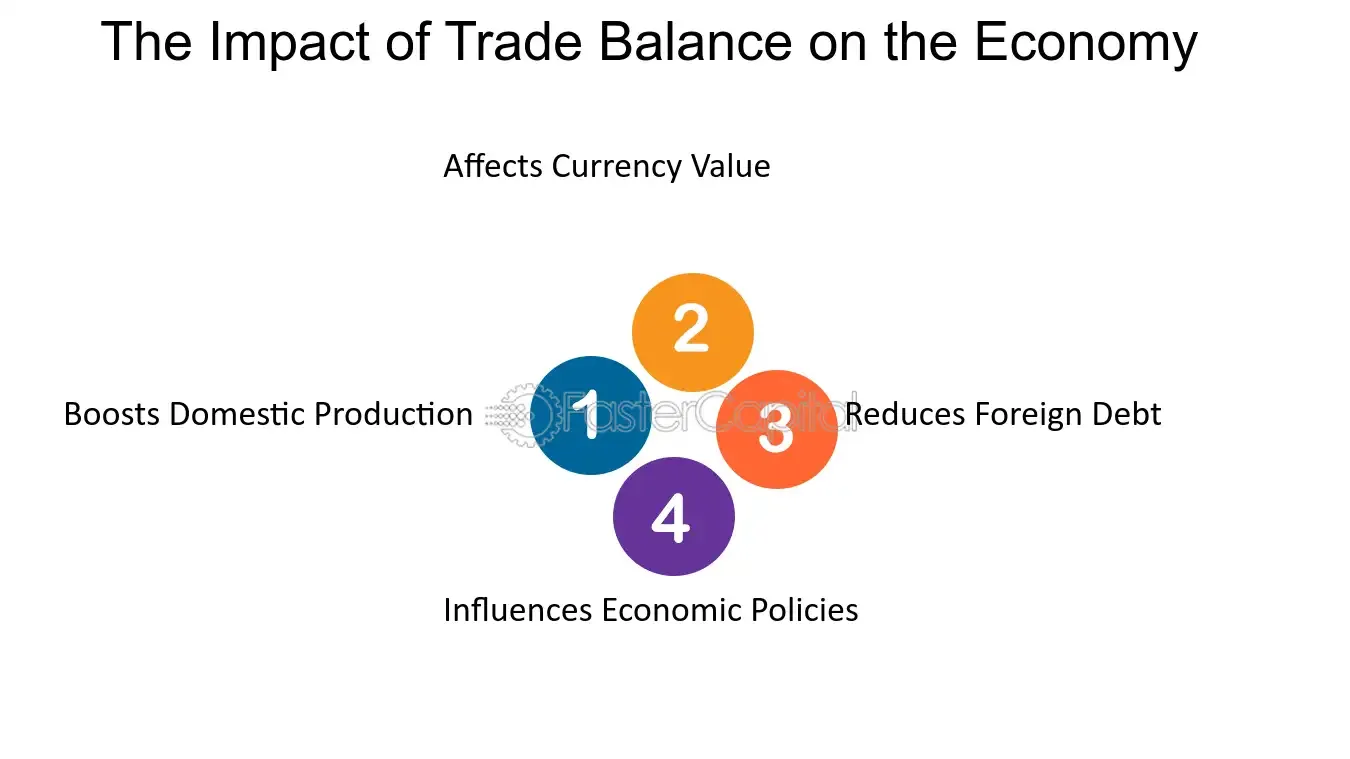 The Impact of Trade Balance on the Economy
Affects Currency Value
2
Boosts Domestic Production
1
FasterCapital
3
Reduces Foreign Debt
4
Influences Economic Policies